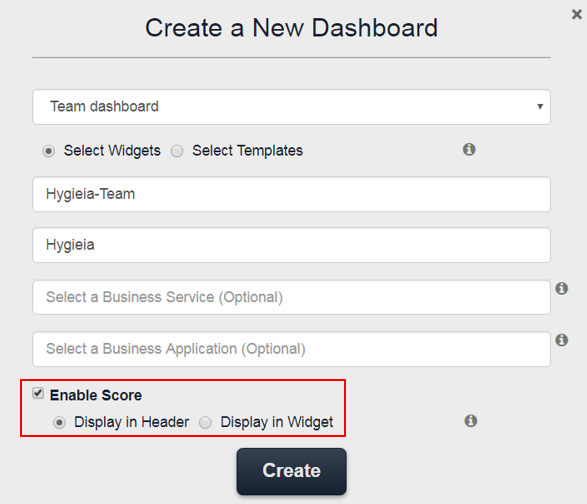 Create a New Dashboard
Team dashboard
Select Widgets Select Templates
Hygieia-Team
Hygieia
Select a Business Service (Optional)
Select a Business Application (Optional)
Enable Score
Display in Header Display in Widget
Create